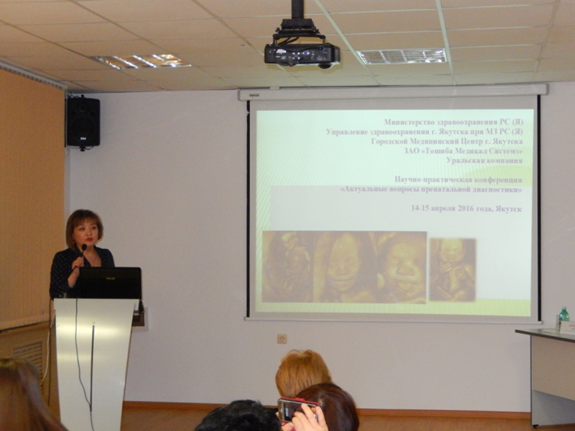 Министерство здравоохранения РС (Я)
Управление здравоохранения г. Якутска при МЗ РС (Я)
Городской Медицинский Центр г. Якутска
ЗАО «Тошиба Медикал Системз»
Уральская компания
Научно-практическая конференция
«Актуальные вопросы пренатальной диагностики»
14-15 апреля 2016 года, Якутск